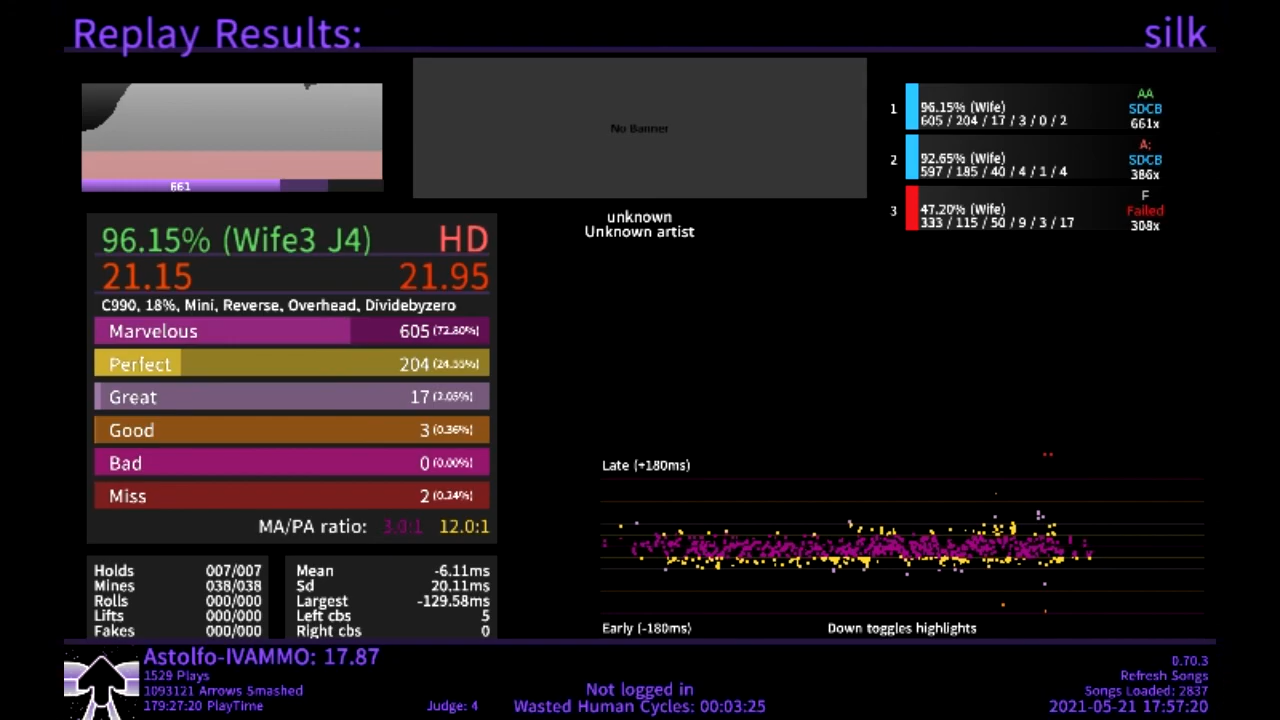 Replay Results:
silk
661
No Banner
unknown
Unknown artist
1
96.15% (Wife)
605 / 204 / 17 / 3 / 0 / 2
AA
SDCB
661x
2
92.65% (Wife)
597 / 185 / 40 / 4 / 1 / 4
A:
SDCB
386x
3
47.20% (Wife)
333 / 115 / 50 / 9 / 3 / 17
F
Failed
308x
96.15% (Wife3 J4) HD
21.15 21.95
C990, 18%, Mini, Reverse, Overhead, Dividebyzero
Marvelous 605 (72.80%)
Perfect 204 (24.55%)
Great 17 (2.05%)
Good 3 (0.36%)
Bad 0 (0.00%)
Miss 2 (0.24%)
MA/PA ratio: 3.0:1 12.0:1
Holds 007/007
Mines 038/038
Rolls 000/000
Lifts 000/000
Fakes 000/000
Mean -6.11ms
Sd 20.11ms
Largest -129.58ms
Left cbs 5
Right cbs 0
Late (+180ms)
Early (-180ms)
Down toggles highlights
Astolfo-IVAMMO: 17.87
1529 Plays
1093121 Arrows Smashed
179:27:20 PlayTime
Judge: 4
Not logged in
Wasted Human Cycles: 00:03:25
0.70.3
Refresh Songs
Songs Loaded: 2837
2021-05-21 17:57:20